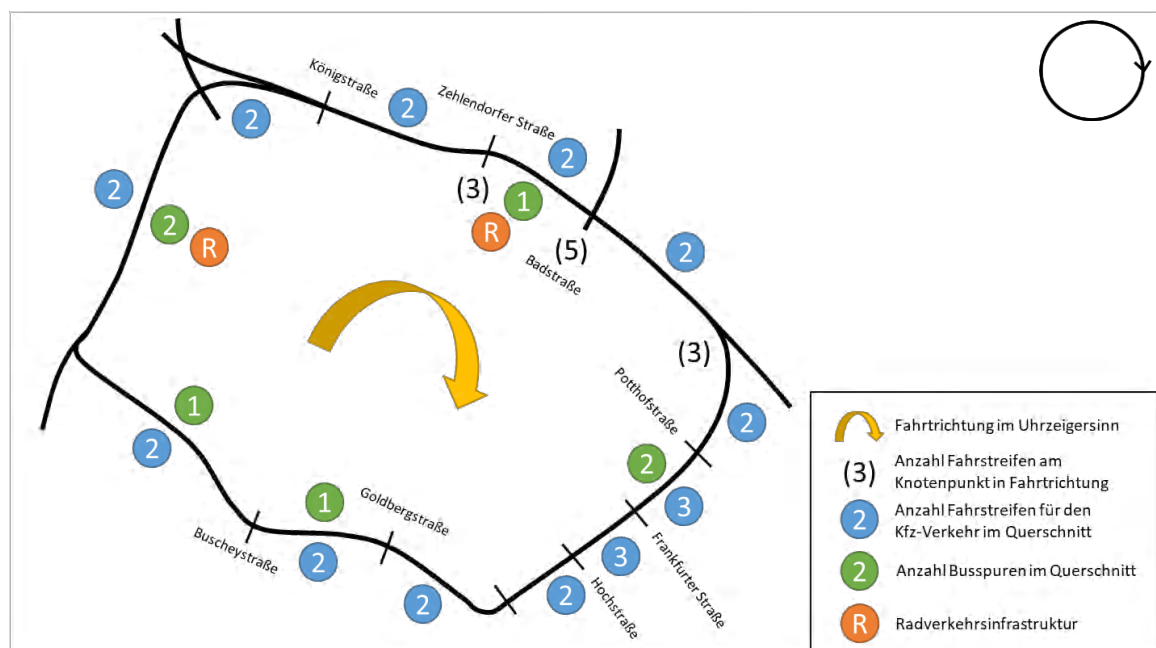 Königstraße
2
Zehlendorfer Straße
2
2
2
(3)
1
2
R
2
R
(5)
Badstraße
2
(3)
Potthofstraße
2
1
2
2
3
1
Goldbergstraße
Buscheystraße
2
2
2
3
Frankfurter Straße
Hochstraße
Fahrtrichtung im Uhrzeigersinn
(3)
Anzahl Fahrstreifen am
Knotenpunkt in Fahrtrichtung
2
Anzahl Fahrstreifen für den
Kfz-Verkehr im Querschnitt
2
Anzahl Busspuren im Querschnitt
R
Radverkehrsinfrastruktur